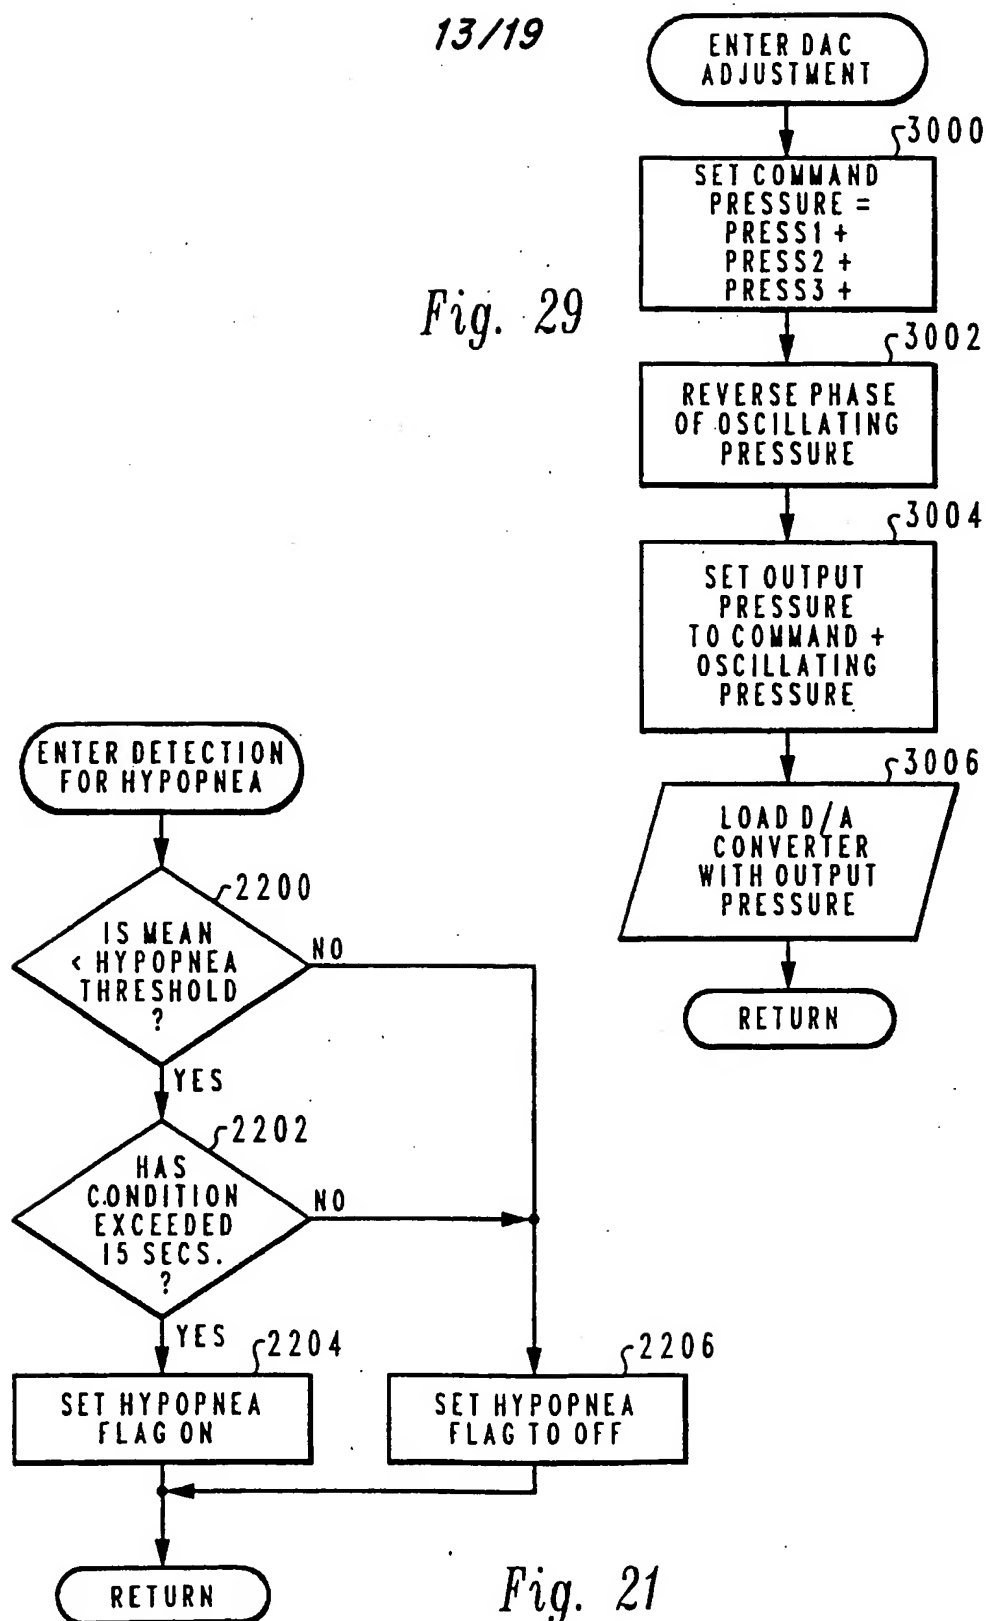 13/19
ENTER DAC
ADJUSTMENT
3000
SET COMMAND
PRESSURE =
PRESS1 +
PRESS2 +
PRESS3 +
Fig. 29
3002
REVERSE PHASE
OF OSCILLATING
PRESSURE
3004
SET OUTPUT
PRESSURE
TO COMMAND +
OSCILLATING
PRESSURE
3006
LOAD D/A
CONVERTER
WITH OUTPUT
PRESSURE
RETURN
ENTER DETECTION
FOR HYPOPNEA
2200
IS MEAN
< HYPOPNEA
THRESHOLD
?
NO
YES
2202
HAS
CONDITION
EXCEEDED
15 SECS.
?
NO
YES
2204
SET HYPOPNEA
FLAG ON
2206
SET HYPOPNEA
FLAG TO OFF
RETURN
Fig. 21